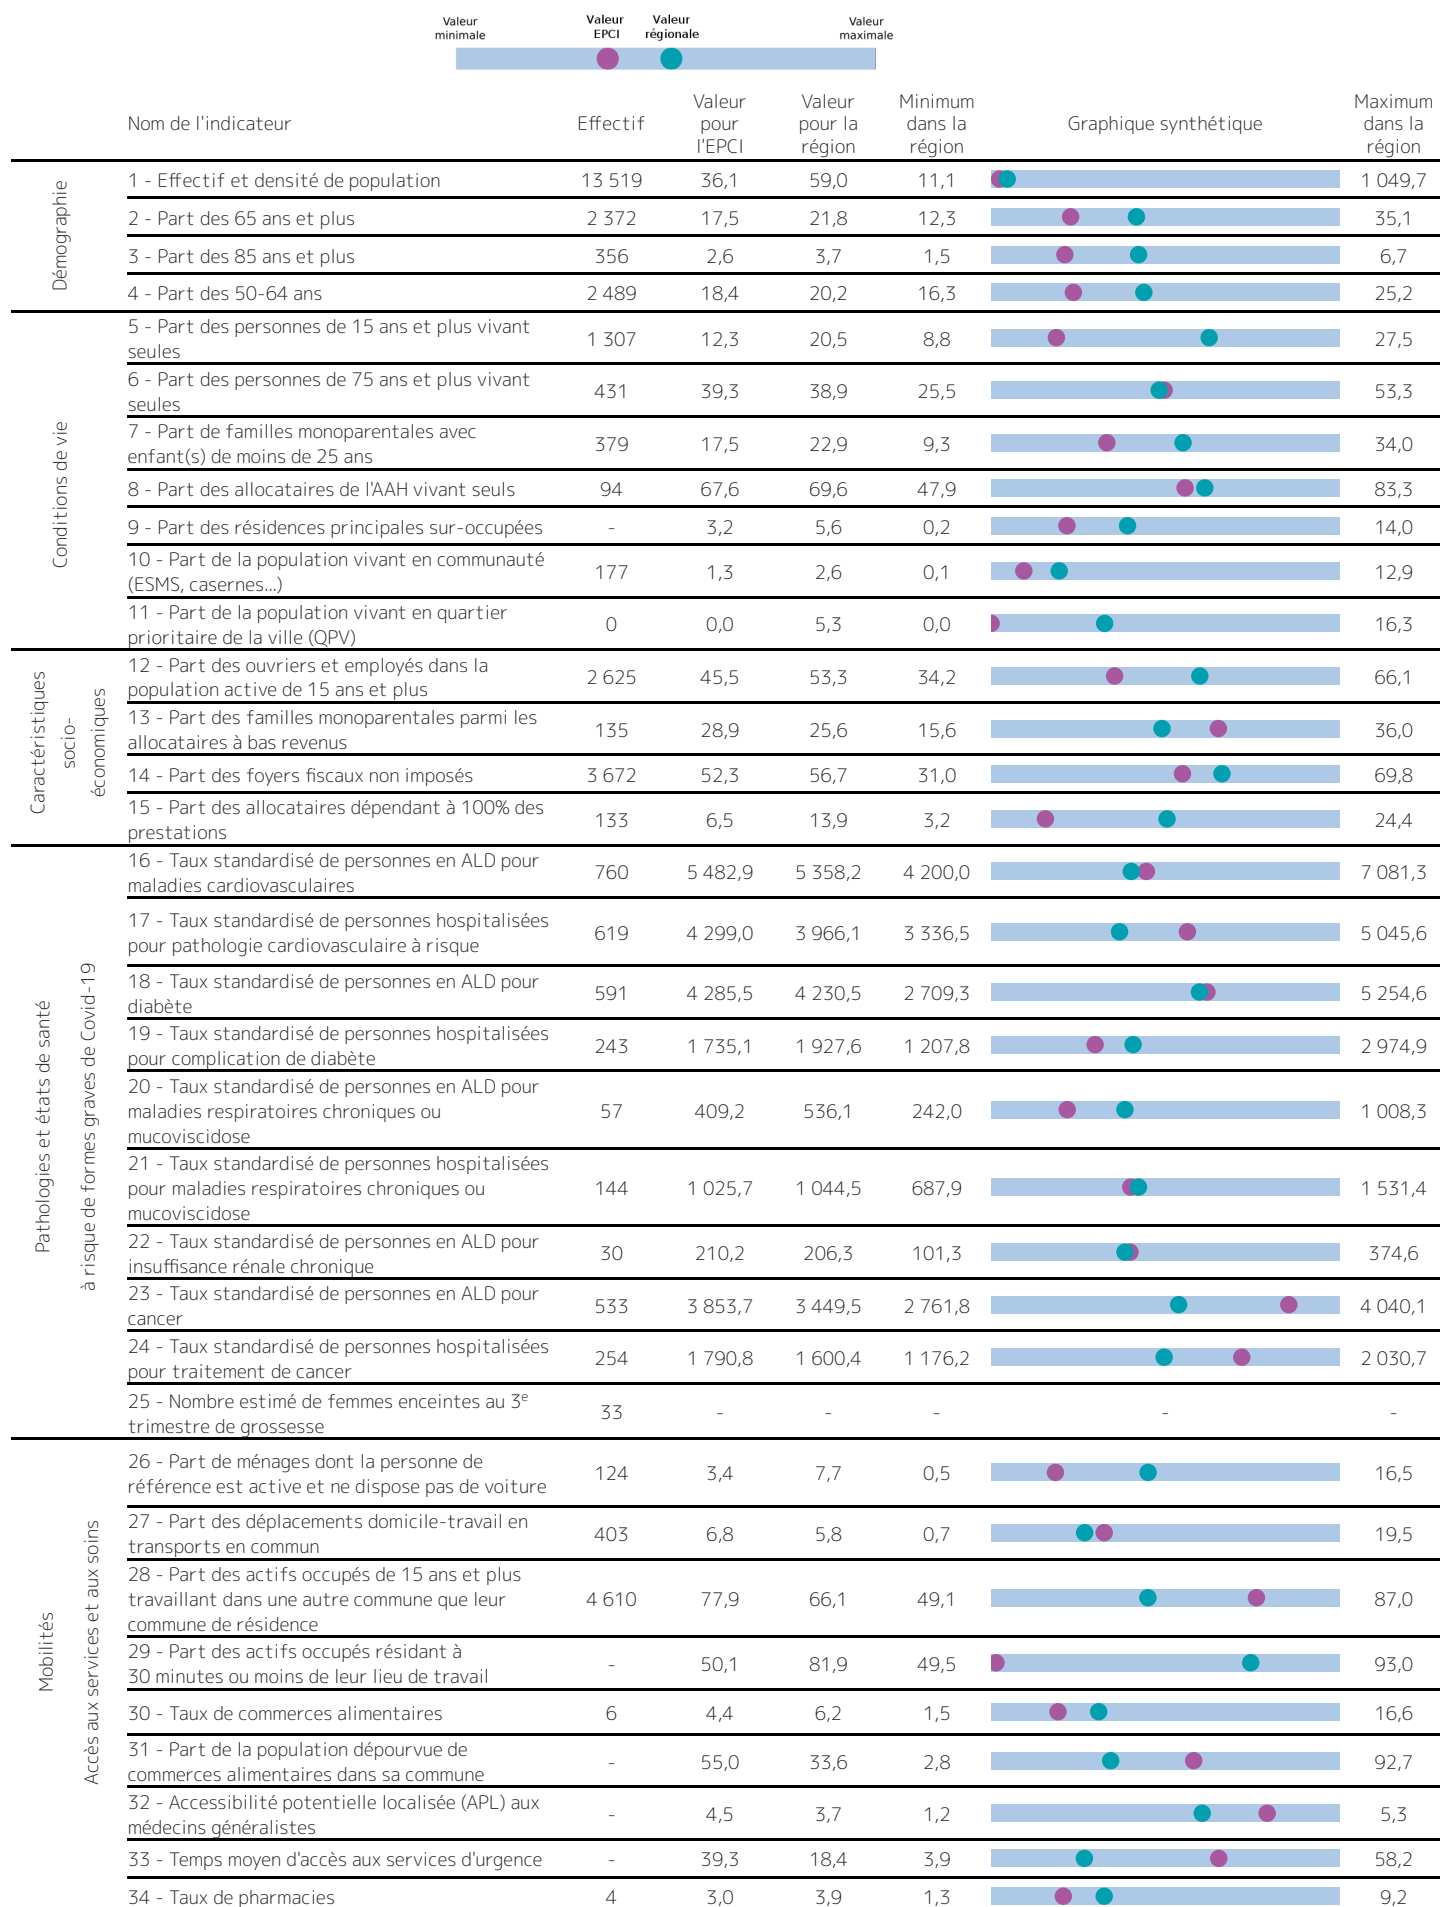 Valeur minimale
Valeur EPCI
Valeur régionale
Valeur maximale
Nom de l'indicateur Effectif Valeur pour l'EPCI Valeur pour la région Minimum dans la région Graphique synthétique Maximum dans la région
Démographie
1 - Effectif et densité de population 13 519 36,1 59,0 11,1 1 049,7
2 - Part des 65 ans et plus 2 372 17,5 21,8 12,3 35,1
3 - Part des 85 ans et plus 356 2,6 3,7 1,5 6,7
4 - Part des 50-64 ans 2 489 18,4 20,2 16,3 25,2
Conditions de vie
5 - Part des personnes de 15 ans et plus vivant
seules 1 307 12,3 20,5 8,8 27,5
6 - Part des personnes de 75 ans et plus vivant
seules 431 39,3 38,9 25,5 53,3
7 - Part de familles monoparentales avec
enfant(s) de moins de 25 ans 379 17,5 22,9 9,3 34,0
8 - Part des allocataires de l'AAH vivant seuls 94 67,6 69,6 47,9 83,3
9 - Part des résidences principales sur-occupées - 3,2 5,6 0,2 14,0
10 - Part de la population vivant en communauté
(ESMS, casernes...) 177 1,3 2,6 0,1 12,9
11 - Part de la population vivant en quartier
prioritaire de la ville (QPV) 0 0,0 5,3 0,0 16,3
Caractéristiques
socio-
économiques
12 - Part des ouvriers et employés dans la
population active de 15 ans et plus 2 625 45,5 53,3 34,2 66,1
13 - Part des familles monoparentales parmi les
allocataires à bas revenus 135 28,9 25,6 15,6 36,0
14 - Part des foyers fiscaux non imposés 3 672 52,3 56,7 31,0 69,8
15 - Part des allocataires dépendant à 100% des
prestations 133 6,5 13,9 3,2 24,4
Pathologies et états de santé
à risque de formes graves de Covid-19
16 - Taux standardisé de personnes en ALD pour
maladies cardiovasculaires 760 5 482,9 5 358,2 4 200,0 7 081,3
17 - Taux standardisé de personnes hospitalisées
pour pathologie cardiovasculaire à risque 619 4 299,0 3 966,1 3 336,5 5 045,6
18 - Taux standardisé de personnes en ALD pour
diabète 591 4 285,5 4 230,5 2 709,3 5 254,6
19 - Taux standardisé de personnes hospitalisées
pour complication de diabète 243 1 735,1 1 927,6 1 207,8 2 974,9
20 - Taux standardisé de personnes en ALD pour
maladies respiratoires chroniques ou
mucoviscidose 57 409,2 536,1 242,0 1 008,3
21 - Taux standardisé de personnes hospitalisées
pour maladies respiratoires chroniques ou
mucoviscidose 144 1 025,7 1 044,5 687,9 1 531,4
22 - Taux standardisé de personnes en ALD pour
insuffisance rénale chronique 30 210,2 206,3 101,3 374,6
23 - Taux standardisé de personnes en ALD pour
cancer 533 3 853,7 3 449,5 2 761,8 4 040,1
24 - Taux standardisé de personnes hospitalisées
pour traitement de cancer 254 1 790,8 1 600,4 1 176,2 2 030,7
25 - Nombre estimé de femmes enceintes au 3e
trimestre de grossesse 33 - - - - -
Mobilités
Accès aux services et aux soins
26 - Part de ménages dont la personne de
référence est active et ne dispose pas de voiture 124 3,4 7,7 0,5 16,5
27 - Part des déplacements domicile-travail en
transports en commun 403 6,8 5,8 0,7 19,5
28 - Part des actifs occupés de 15 ans et plus
travaillant dans une autre commune que leur
commune de résidence 4 610 77,9 66,1 49,1 87,0
29 - Part des actifs occupés résidant à
30 minutes ou moins de leur lieu de travail - 50,1 81,9 49,5 93,0
30 - Taux de commerces alimentaires 6 4,4 6,2 1,5 16,6
31 - Part de la population dépourvue de
commerces alimentaires dans sa commune - 55,0 33,6 2,8 92,7
32 - Accessibilité potentielle localisée (APL) aux
médecins généralistes - 4,5 3,7 1,2 5,3
33 - Temps moyen d'accès aux services d'urgence - 39,3 18,4 3,9 58,2
34 - Taux de pharmacies 4 3,0 3,9 1,3 9,2